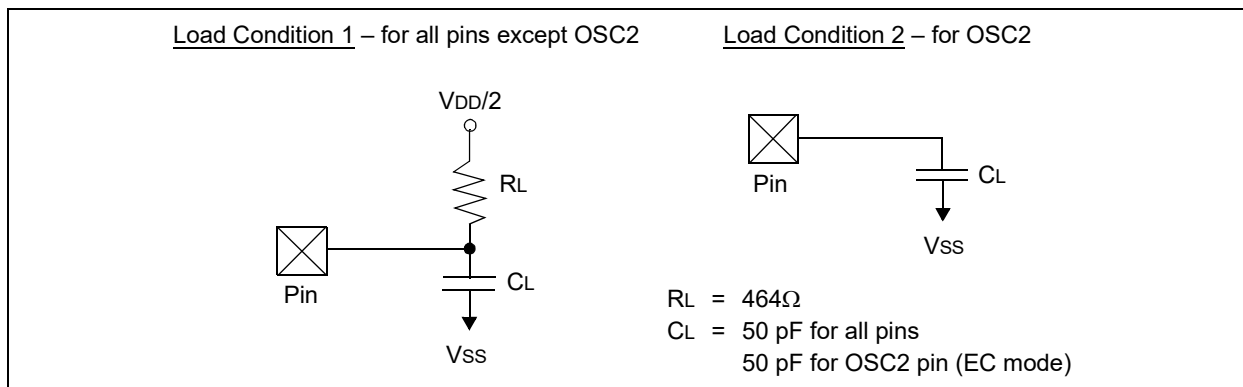 Load Condition 1 – for all pins except OSC2
Load Condition 2 – for OSC2
VDD/2
RL
Pin
CL
VSS
Pin
CL
VSS
RL = 464Ω
CL = 50 pF for all pins
50 pF for OSC2 pin (EC mode)